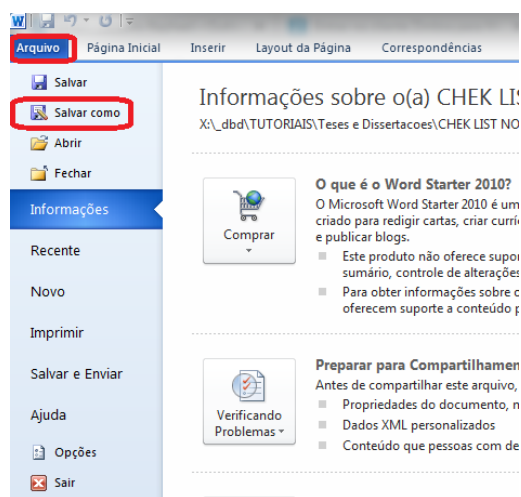 Arquivo Página Inicial Inserir Layout da Página Correspondências
Salvar
Salvar como
Abrir
Fechar
Informações
Recente
Novo
Imprimir
Salvar e Enviar
Ajuda
Opções
Sair
Informações sobre o(a) CHEK LIS
X:\_dbd\TUTORIAIS\Teses e Dissertacoes\CHEK LIST NO
Comprar
O que é o Word Starter 2010?
O Microsoft Word Starter 2010 é um
criado para redigir cartas, criar currí
e publicar blogs.
Este produto não oferece supor
sumário, controle de alterações
Para obter informações sobre o
oferecem suporte a conteúdo p
Verificando
Problemas
Preparar para Compartilhamen
Antes de compartilhar este arquivo,
Propriedades do documento, n
Dados XML personalizados
Conteúdo que pessoas com de